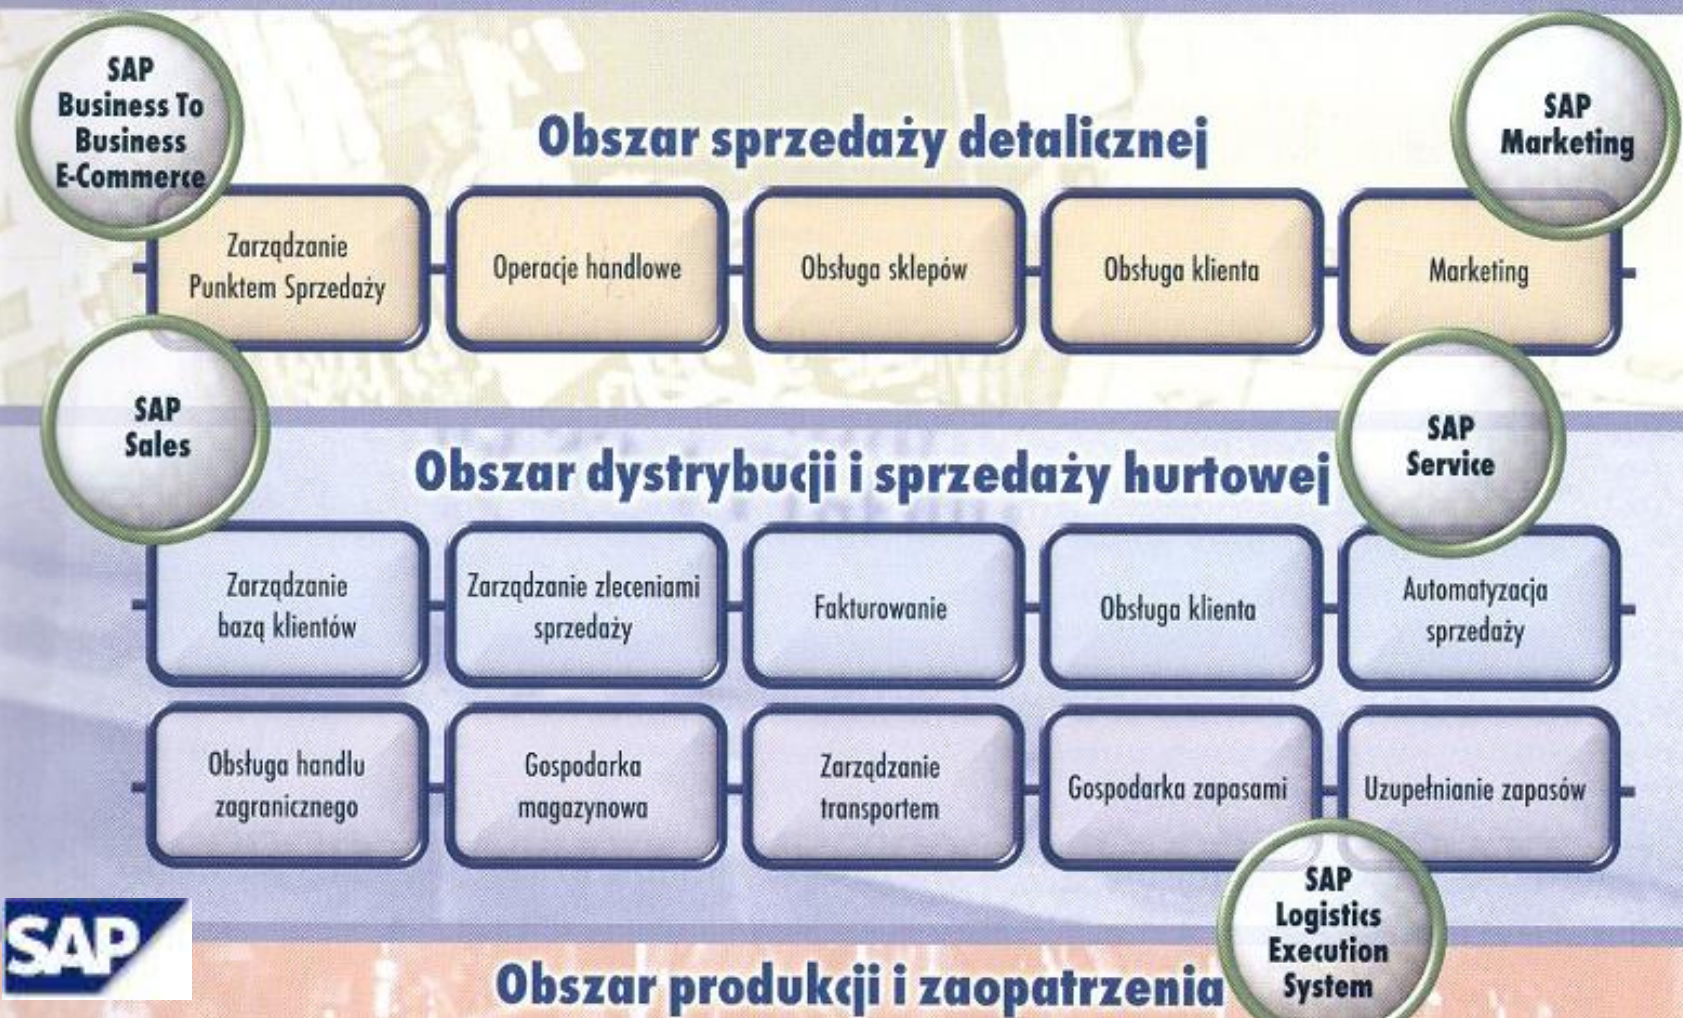 SAP
Business To
Business
E-Commerce
SAP
Marketing
Obszar sprzedaży detalicznej
Zarządzanie
Punktem Sprzedaży
Operacje handlowe
Obsługa sklepów
Obsługa klienta
Marketing
SAP
Sales
SAP
Service
Obszar dystrybucji i sprzedaży hurtowej
Zarządzanie
bazą klientów
Zarządzanie zleceniami
sprzedaży
Fakturowanie
Obsługa klienta
Automatyzacja
sprzedaży
Obsługa handlu
zagranicznego
Gospodarka
magazynowa
Zarządzanie
transportem
Gospodarka zapasami
Uzupełnianie zapasów
SAP
Logistics
Execution
System
SAP
Obszar produkcji i zaopatrzenia